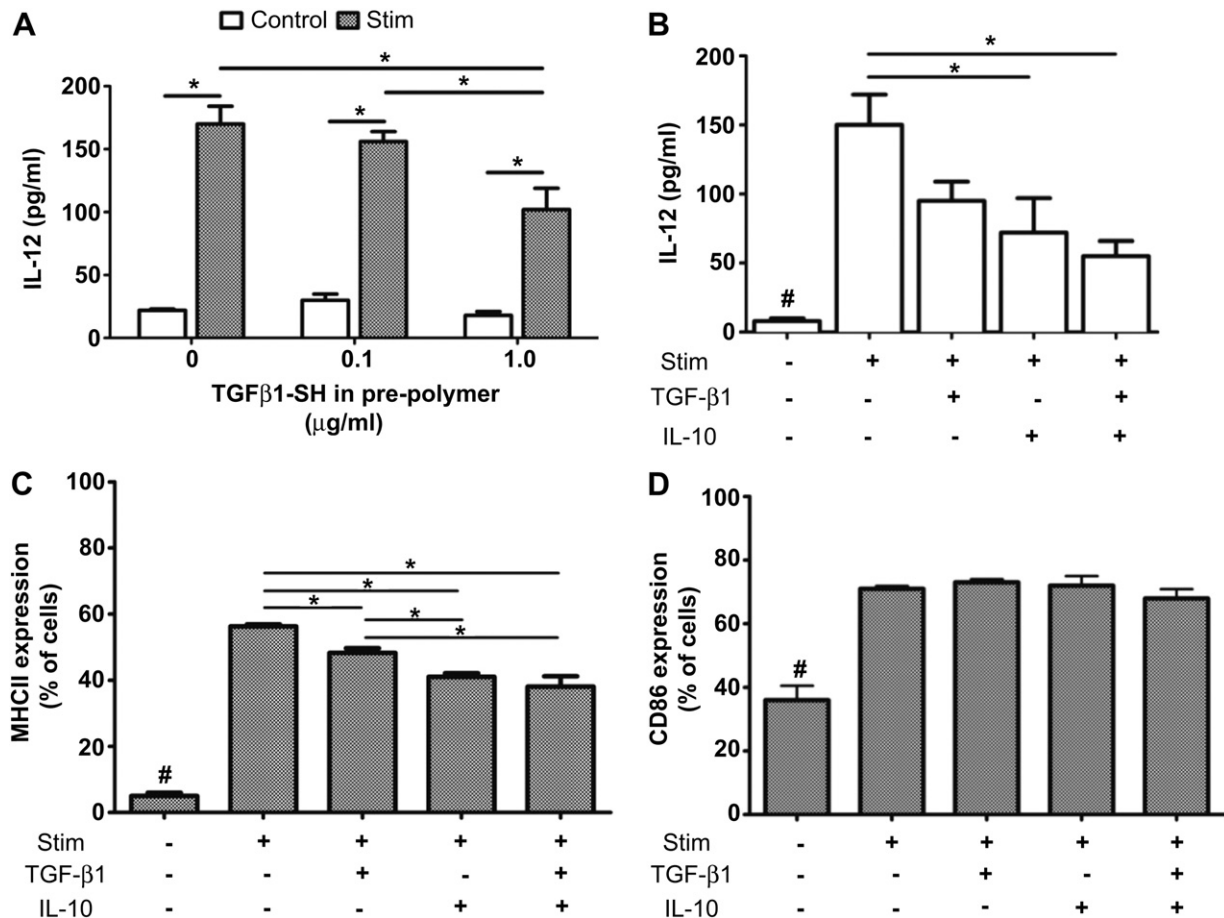 A
Control Stim
* *
* * *
200
150
100
50
0
IL-12 (pg/ml)
0 0.1 1.0
TGFβ1-SH in pre-polymer
(μg/ml)
B
*
*
200
150
100
50
0
IL-12 (pg/ml)
#
Stim - + + + +
TGF-β1 - - + - +
IL-10 - - - + +
C
100
80
60
40
20
0
MHCII expression
(% of cells)
*
*
* *
*
#
Stim - + + + +
TGF-β1 - - + - +
IL-10 - - - + +
D
100
80
60
40
20
0
CD86 expression
(% of cells)
#
Stim - + + + +
TGF-β1 - - + - +
IL-10 - - - + +